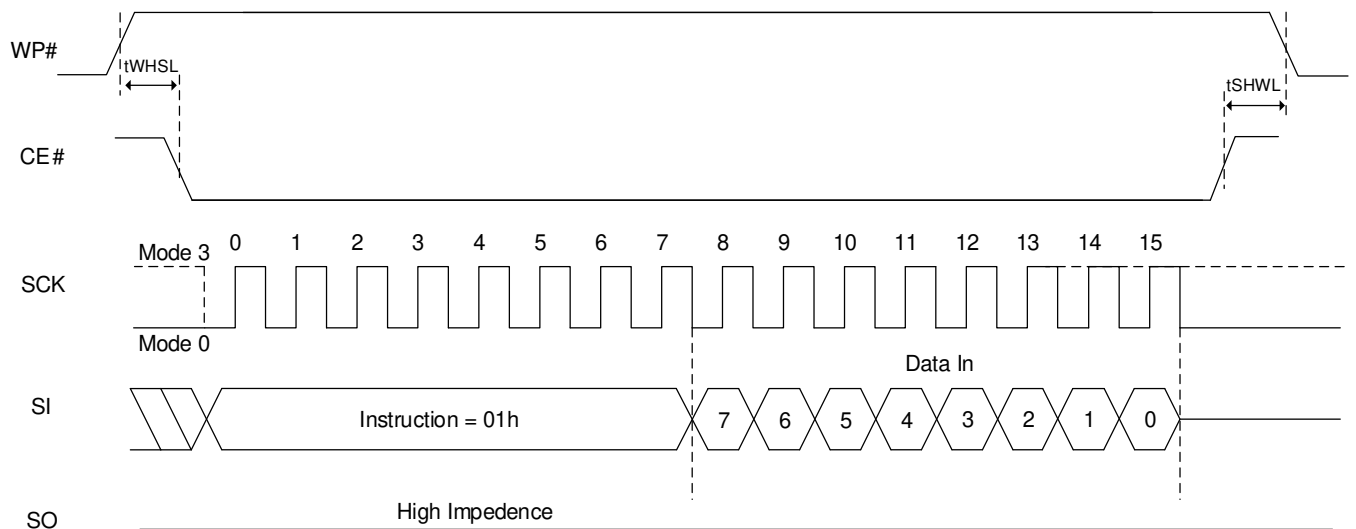 WP#
tWHSL
tSHWL
CE#
0 1 2 3 4 5 6 7 8 9 10 11 12 13 14 15
Mode 3
SCK
Mode 0
Data In
SI
Instruction = 01h
7 6 5 4 3 2 1 0
High Impedence
SO